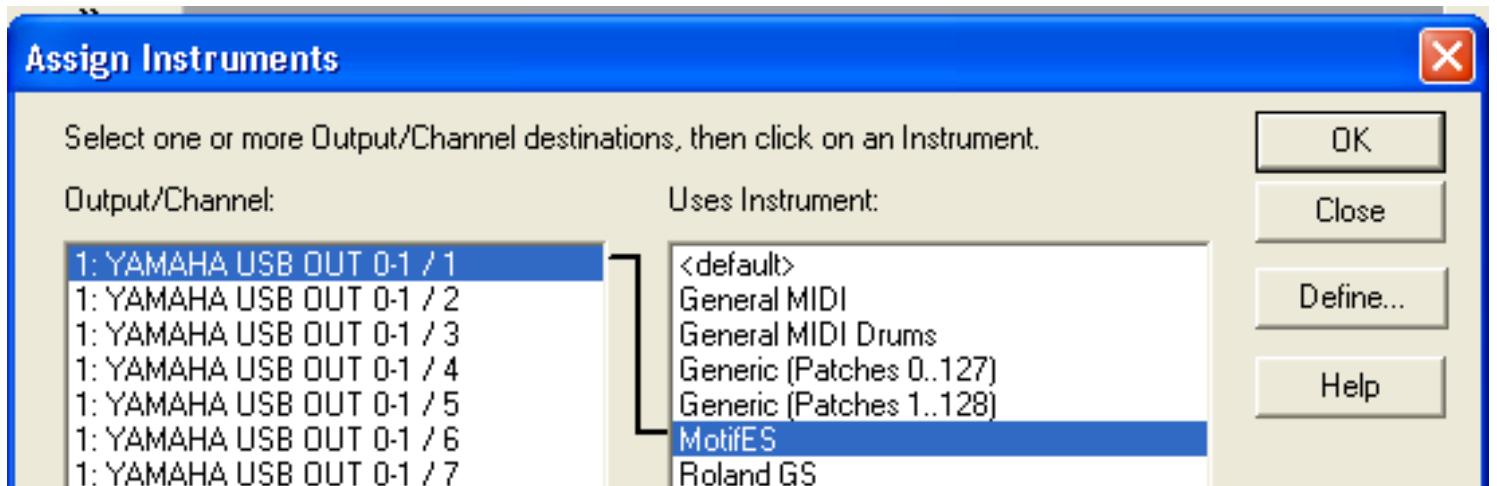 Assign Instruments
Select one or more Output/Channel destinations, then click on an Instrument.
OK
Output/Channel:
Uses Instrument:
Close
1: YAMAHA USB OUT 0-1 / 1
1: YAMAHA USB OUT 0-1 / 2
1: YAMAHA USB OUT 0-1 / 3
1: YAMAHA USB OUT 0-1 / 4
1: YAMAHA USB OUT 0-1 / 5
1: YAMAHA USB OUT 0-1 / 6
1: YAMAHA USB OUT 0-1 / 7
<default>
General MIDI
General MIDI Drums
Generic (Patches 0..127)
Generic (Patches 1..128)
MotifES
Roland GS
Define...
Help